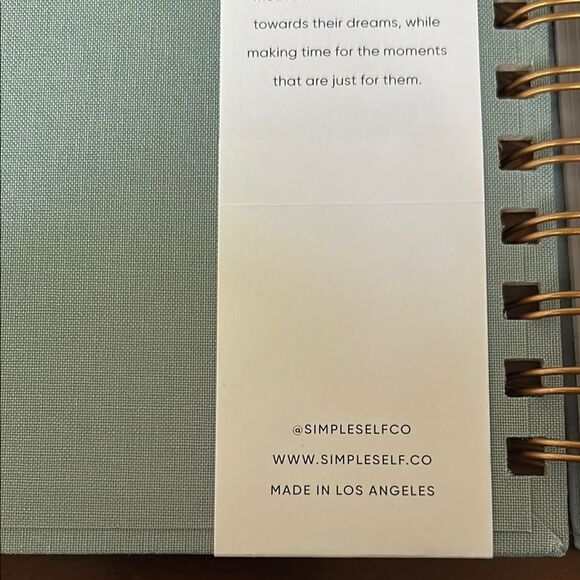 towards their dreams, while
making time for the moments
that are just for them.
@SIMPLESELFCO
WWW.SIMPLESELF.CO
MADE IN LOS ANGELES